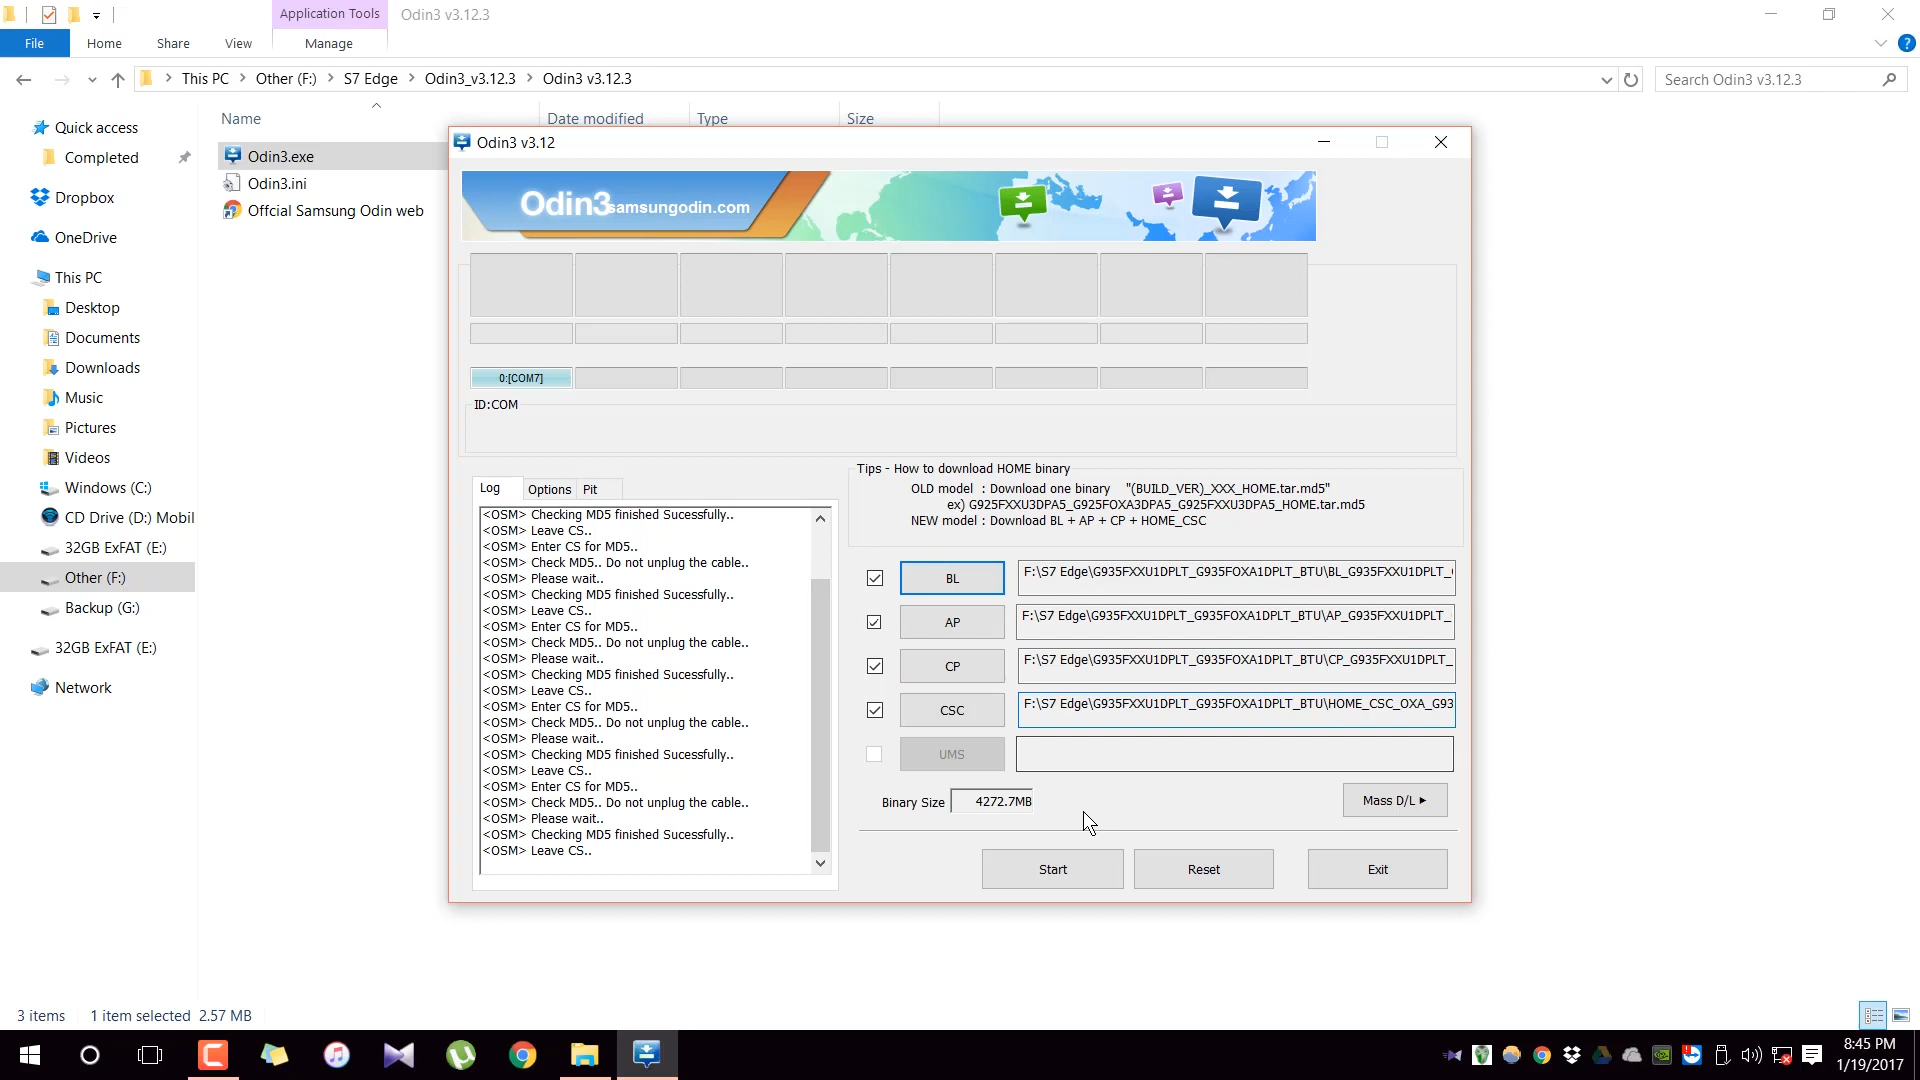 Application Tools
Odin3 v3.12.3
File
Home
Share
View
Manage
?
This PC
Other (F:)
S7 Edge
Odin3_v3.12.3
Odin3 v3.12.3
Search Odin3 v3.12.3
Name
Date modified
Type
Size
Quick access
Completed
Dropbox
OneDrive
This PC
Desktop
Documents
Downloads
Music
Pictures
Videos
Windows (C:)
CD Drive (D:) Mobil
32GB ExFAT (E:)
Other (F:)
Backup (G:)
32GB ExFAT (E:)
Network
Odin3.exe
Odin3.ini
Offcial Samsung Odin web
Odin3 v3.12
Odin3 samsungodin.com
0:[COM7]
ID:COM
Log
Options
Pit
<OSM> Checking MD5 finished Sucessfully..
<OSM> Leave CS..
<OSM> Enter CS for MD5..
<OSM> Check MD5.. Do not unplug the cable..
<OSM> Please wait..
<OSM> Checking MD5 finished Sucessfully..
<OSM> Leave CS..
<OSM> Enter CS for MD5..
<OSM> Check MD5.. Do not unplug the cable..
<OSM> Please wait..
<OSM> Checking MD5 finished Sucessfully..
<OSM> Leave CS..
<OSM> Enter CS for MD5..
<OSM> Check MD5.. Do not unplug the cable..
<OSM> Please wait..
<OSM> Checking MD5 finished Sucessfully..
<OSM> Leave CS..
<OSM> Enter CS for MD5..
<OSM> Check MD5.. Do not unplug the cable..
<OSM> Please wait..
<OSM> Checking MD5 finished Sucessfully..
<OSM> Leave CS..
Tips - How to download HOME binary
OLD model : Download one binary "(BUILD_VER)_XXX_HOME.tar.md5"
ex) G925FXXU3DPA5_G925FOXA3DPA5_G925FXXU3DPA5_HOME.tar.md5
NEW model : Download BL + AP + CP + HOME_CSC
BL
F:\S7 Edge\G935FXXU1DPLT_G935FOXA1DPLT_BTU\BL_G935FXXU1DPLT_
AP
F:\S7 Edge\G935FXXU1DPLT_G935FOXA1DPLT_BTU\AP_G935FXXU1DPLT_
CP
F:\S7 Edge\G935FXXU1DPLT_G935FOXA1DPLT_BTU\CP_G935FXXU1DPLT_
CSC
F:\S7 Edge\G935FXXU1DPLT_G935FOXA1DPLT_BTU\HOME_CSC_OXA_G93
UMS
Binary Size
4272.7MB
Mass D/L
Start
Reset
Exit
3 items
1 item selected 2.57 MB
8:45 PM
1/19/2017